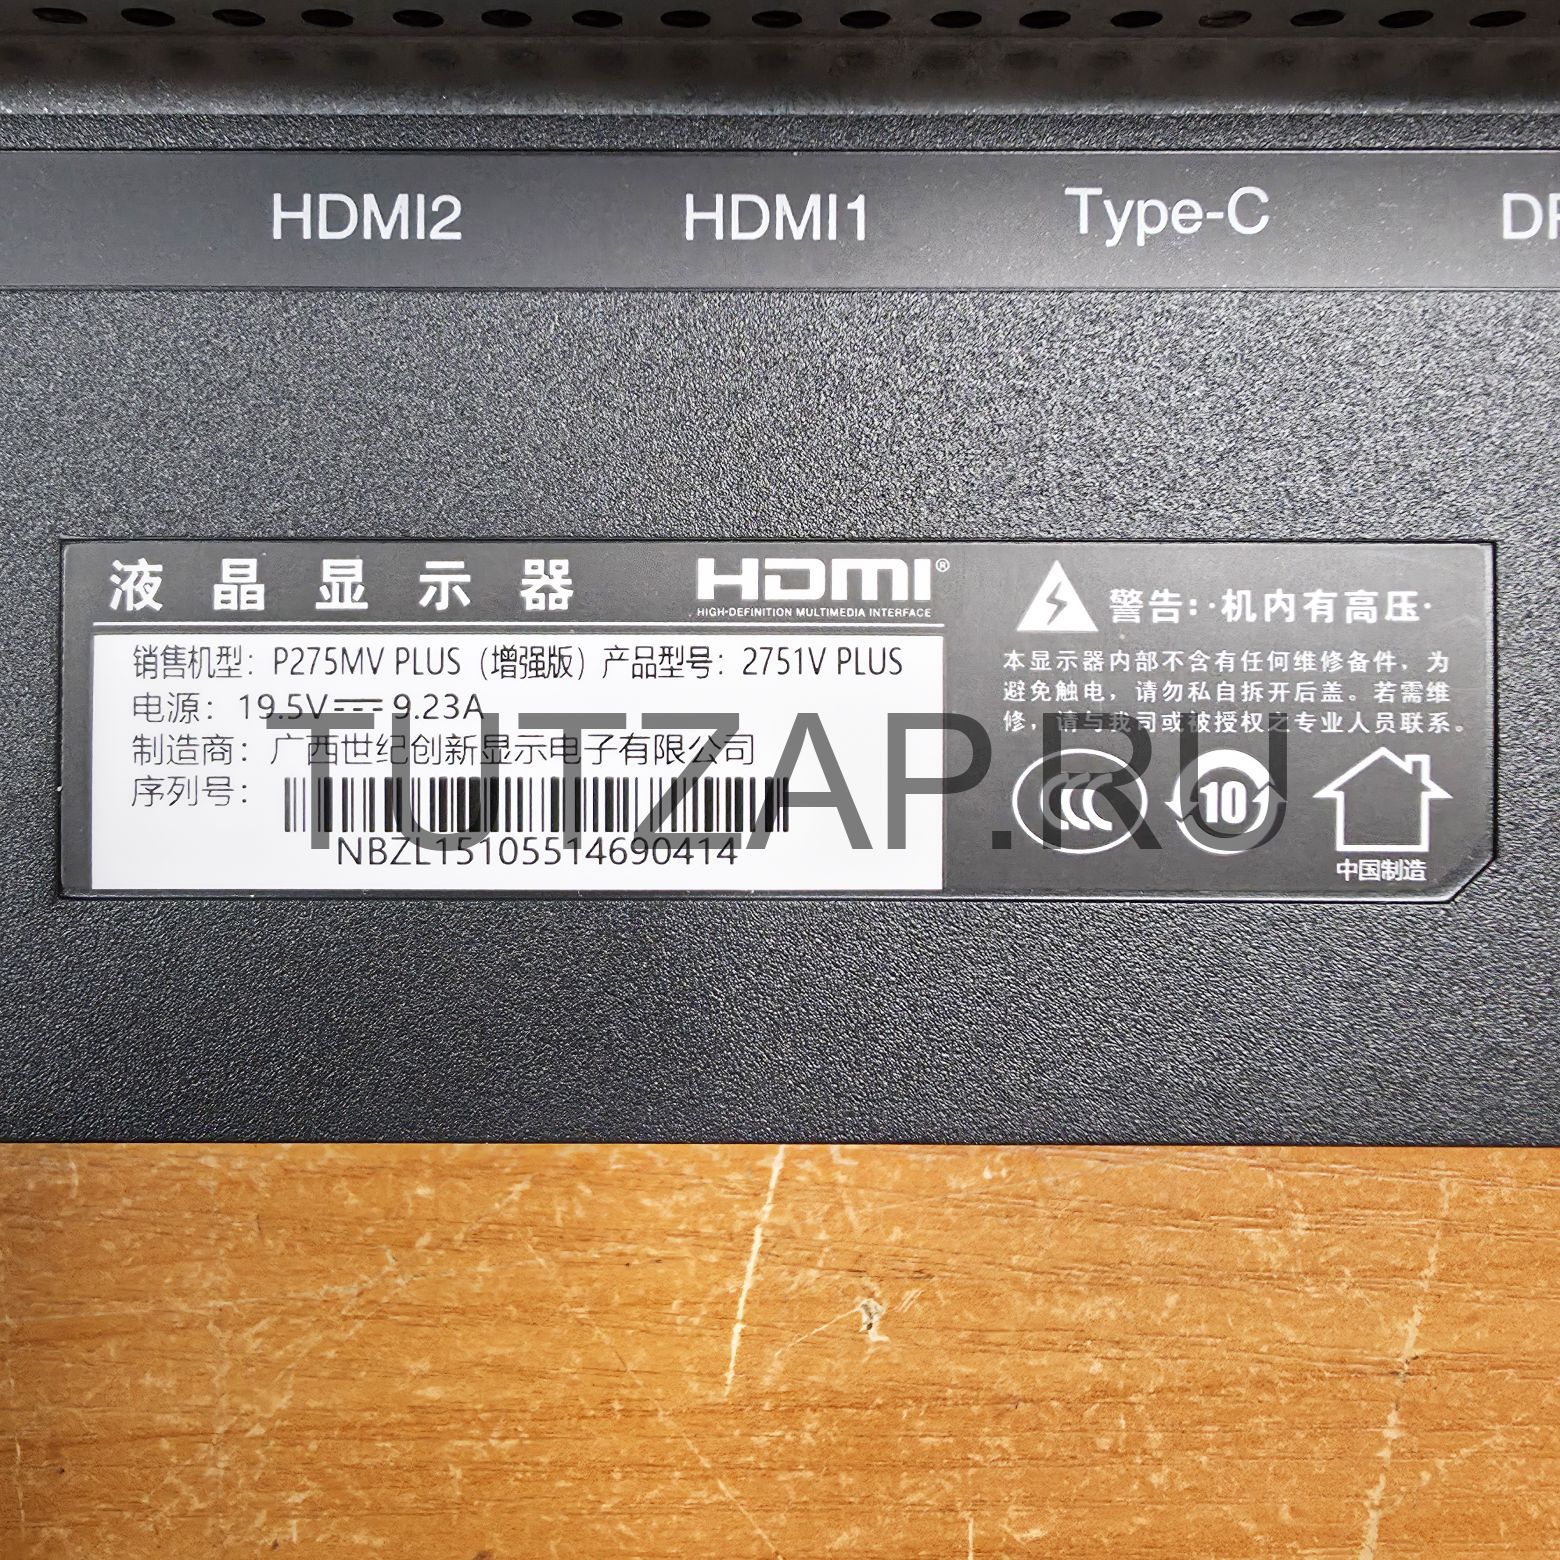 HDMI2 HDMI1 Type-C DP
液晶显示器 HDMI®
HIGH-DEFINITION MULTIMEDIA INTERFACE
销售机型：P275MV PLUS（增强版）产品型号：2751V PLUS
电源：19.5V⎓9.23A
制造商：广西世纪创新显示电子有限公司
序列号：
NBZL15105514690414
警告：·机内有高压·
本显示器内部不含有任何维修备件，为
避免触电，请勿私自拆开后盖。若需维
修，请与我司或被授权之专业人员联系。
CCC
10
中国制造
TUTZAP.RU